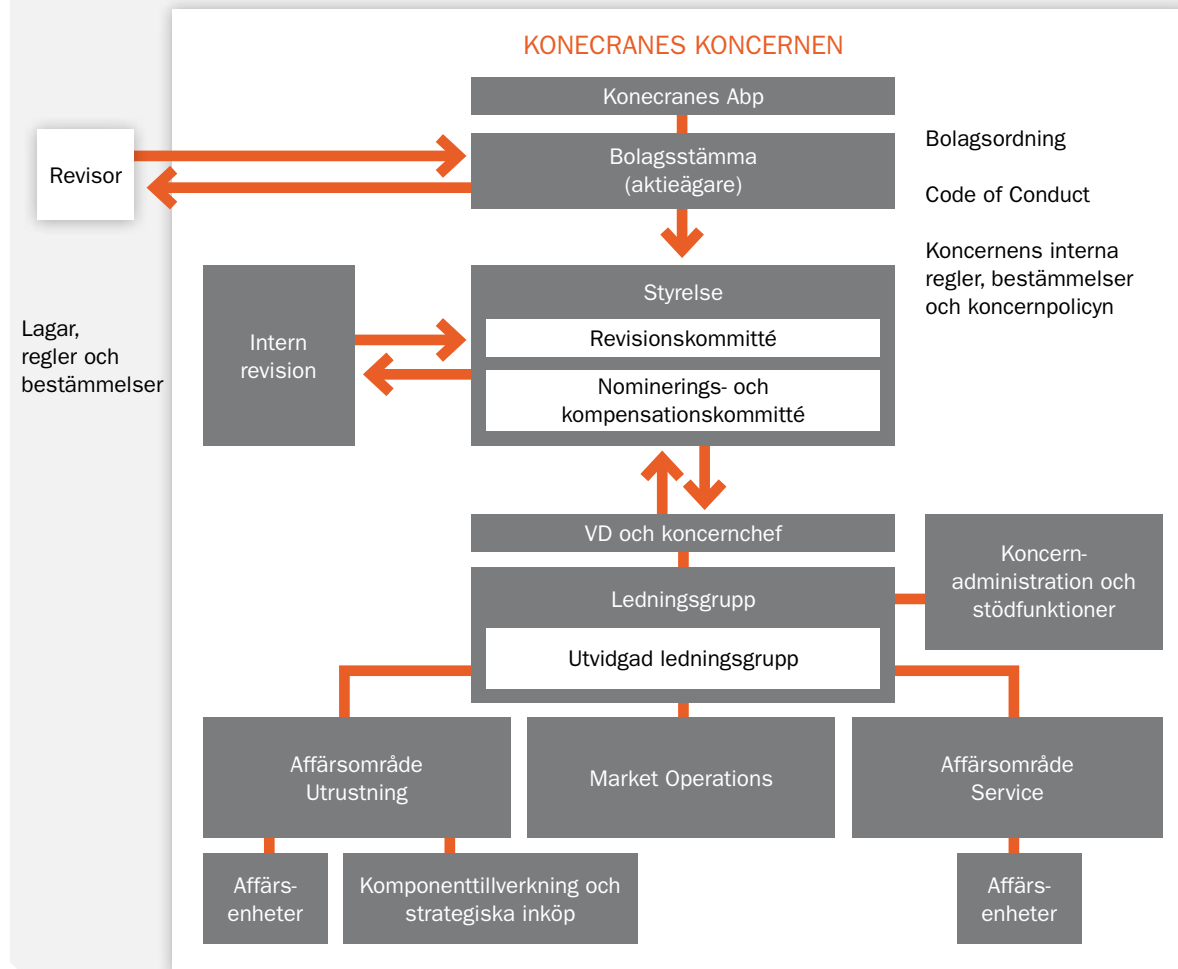 KONECRANES KONCERNEN
Konecranes Abp
Revisor
Bolagsstämma
(aktieägare)
Bolagsordning
Code of Conduct
Koncernens interna
regler, bestämmelser
och koncernpolicyn
Lagar,
regler och
bestämmelser
Intern
revision
Styrelse
Revisionskommitté
Nominerings- och
kompensationskommitté
VD och koncernchef
Ledningsgrupp
Utvidgad ledningsgrupp
Koncern-
administration och
stödfunktioner
Affärsområde
Utrustning
Market Operations
Affärsområde
Service
Affärs-
enheter
Komponenttillverkning och
strategiska inköp
Affärs-
enheter